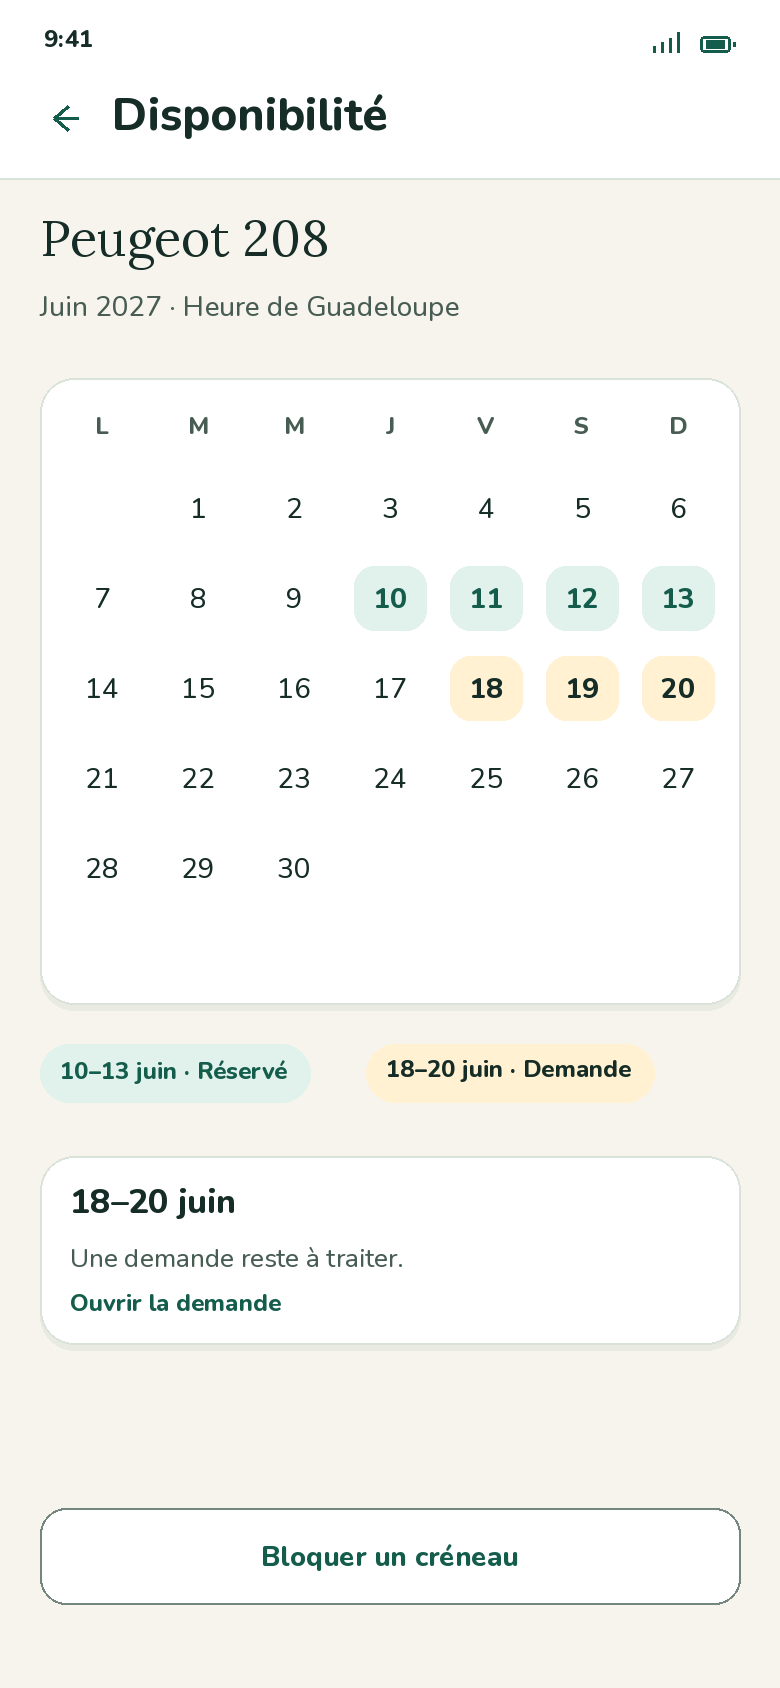 9:41
Disponibilité
Peugeot 208
Juin 2027 · Heure de Guadeloupe
L M M J V S D
1 2 3 4 5 6
7 8 9 10 11 12 13
14 15 16 17 18 19 20
21 22 23 24 25 26 27
28 29 30
10–13 juin · Réservé 18–20 juin · Demande
18–20 juin
Une demande reste à traiter.
Ouvrir la demande
Bloquer un créneau